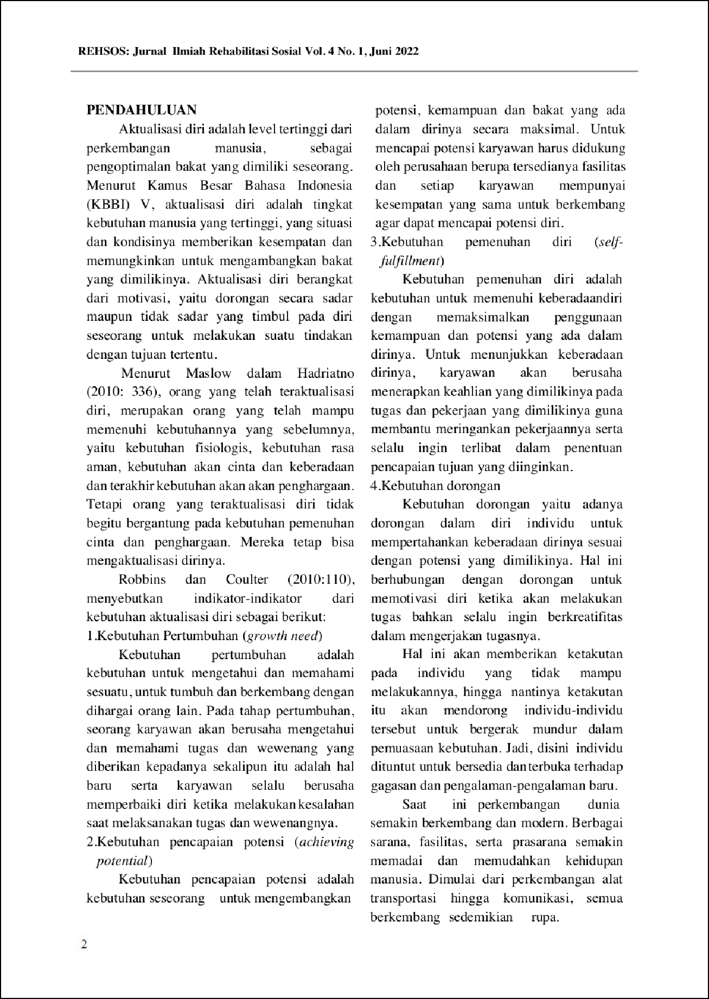 REHSOS: Jurnal Ilmiah Rehabilitasi Sosial Vol. 4 No. 1, Juni 2022
PENDAHULUAN
Aktualisasi diri adalah level tertinggi dari
perkembangan manusia, sebagai
pengoptimalan bakat yang dimiliki seseorang.
Menurut Kamus Besar Bahasa Indonesia
(KBBI) V, aktualisasi diri adalah tingkat
kebutuhan manusia yang tertinggi, yang situasi
dan kondisinya memberikan kesempatan dan
memungkinkan untuk mengambangkan bakat
yang dimilikinya. Aktualisasi diri berangkat
dari motivasi, yaitu dorongan secara sadar
maupun tidak sadar yang timbul pada diri
seseorang untuk melakukan suatu tindakan
dengan tujuan tertentu.
Menurut Maslow dalam Hadriatno
(2010: 336), orang yang telah teraktualisasi
diri, merupakan orang yang telah mampu
memenuhi kebutuhannya yang sebelumnya,
yaitu kebutuhan fisiologis, kebutuhan rasa
aman, kebutuhan akan cinta dan keberadaan
dan terakhir kebutuhan akan akan penghargaan.
Tetapi orang yang teraktualisasi diri tidak
begitu bergantung pada kebutuhan pemenuhan
cinta dan penghargaan. Mereka tetap bisa
mengaktualisasi dirinya.
Robbins dan Coulter (2010:110),
menyebutkan indikator-indikator dari
kebutuhan aktualisasi diri sebagai berikut:
1.Kebutuhan Pertumbuhan (growth need)
Kebutuhan pertumbuhan adalah
kebutuhan untuk mengetahui dan memahami
sesuatu, untuk tumbuh dan berkembang dengan
dihargai orang lain. Pada tahap pertumbuhan,
seorang karyawan akan berusaha mengetahui
dan memahami tugas dan wewenang yang
diberikan kepadanya sekalipun itu adalah hal
baru serta karyawan selalu berusaha
memperbaiki diri ketika melakukan kesalahan
saat melaksanakan tugas dan wewenangnya.
2.Kebutuhan pencapaian potensi (achieving
potential)
Kebutuhan pencapaian potensi adalah
kebutuhan seseorang untuk mengembangkan
potensi, kemampuan dan bakat yang ada
dalam dirinya secara maksimal. Untuk
mencapai potensi karyawan harus didukung
oleh perusahaan berupa tersedianya fasilitas
dan setiap karyawan mempunyai
kesempatan yang sama untuk berkembang
agar dapat mencapai potensi diri.
3.Kebutuhan pemenuhan diri (self-
fulfillment)
Kebutuhan pemenuhan diri adalah
kebutuhan untuk memenuhi keberadaandiri
dengan memaksimalkan penggunaan
kemampuan dan potensi yang ada dalam
dirinya. Untuk menunjukkan keberadaan
dirinya, karyawan akan berusaha
menerapkan keahlian yang dimilikinya pada
tugas dan pekerjaan yang dimilikinya guna
membantu meringankan pekerjaannya serta
selalu ingin terlibat dalam penentuan
pencapaian tujuan yang diinginkan.
4.Kebutuhan dorongan
Kebutuhan dorongan yaitu adanya
dorongan dalam diri individu untuk
mempertahankan keberadaan dirinya sesuai
dengan potensi yang dimilikinya. Hal ini
berhubungan dengan dorongan untuk
memotivasi diri ketika akan melakukan
tugas bahkan selalu ingin berkreatifitas
dalam mengerjakan tugasnya.
Hal ini akan memberikan ketakutan
pada individu yang tidak mampu
melakukannya, hingga nantinya ketakutan
itu akan mendorong individu-individu
tersebut untuk bergerak mundur dalam
pemuasaan kebutuhan. Jadi, disini individu
dituntut untuk bersedia dan terbuka terhadap
gagasan dan pengalaman-pengalaman baru.
Saat ini perkembangan dunia
semakin berkembang dan modern. Berbagai
sarana, fasilitas, serta prasarana semakin
memadai dan memudahkan kehidupan
manusia. Dimulai dari perkembangan alat
transportasi hingga komunikasi, semua
berkembang sedemikian rupa.
2